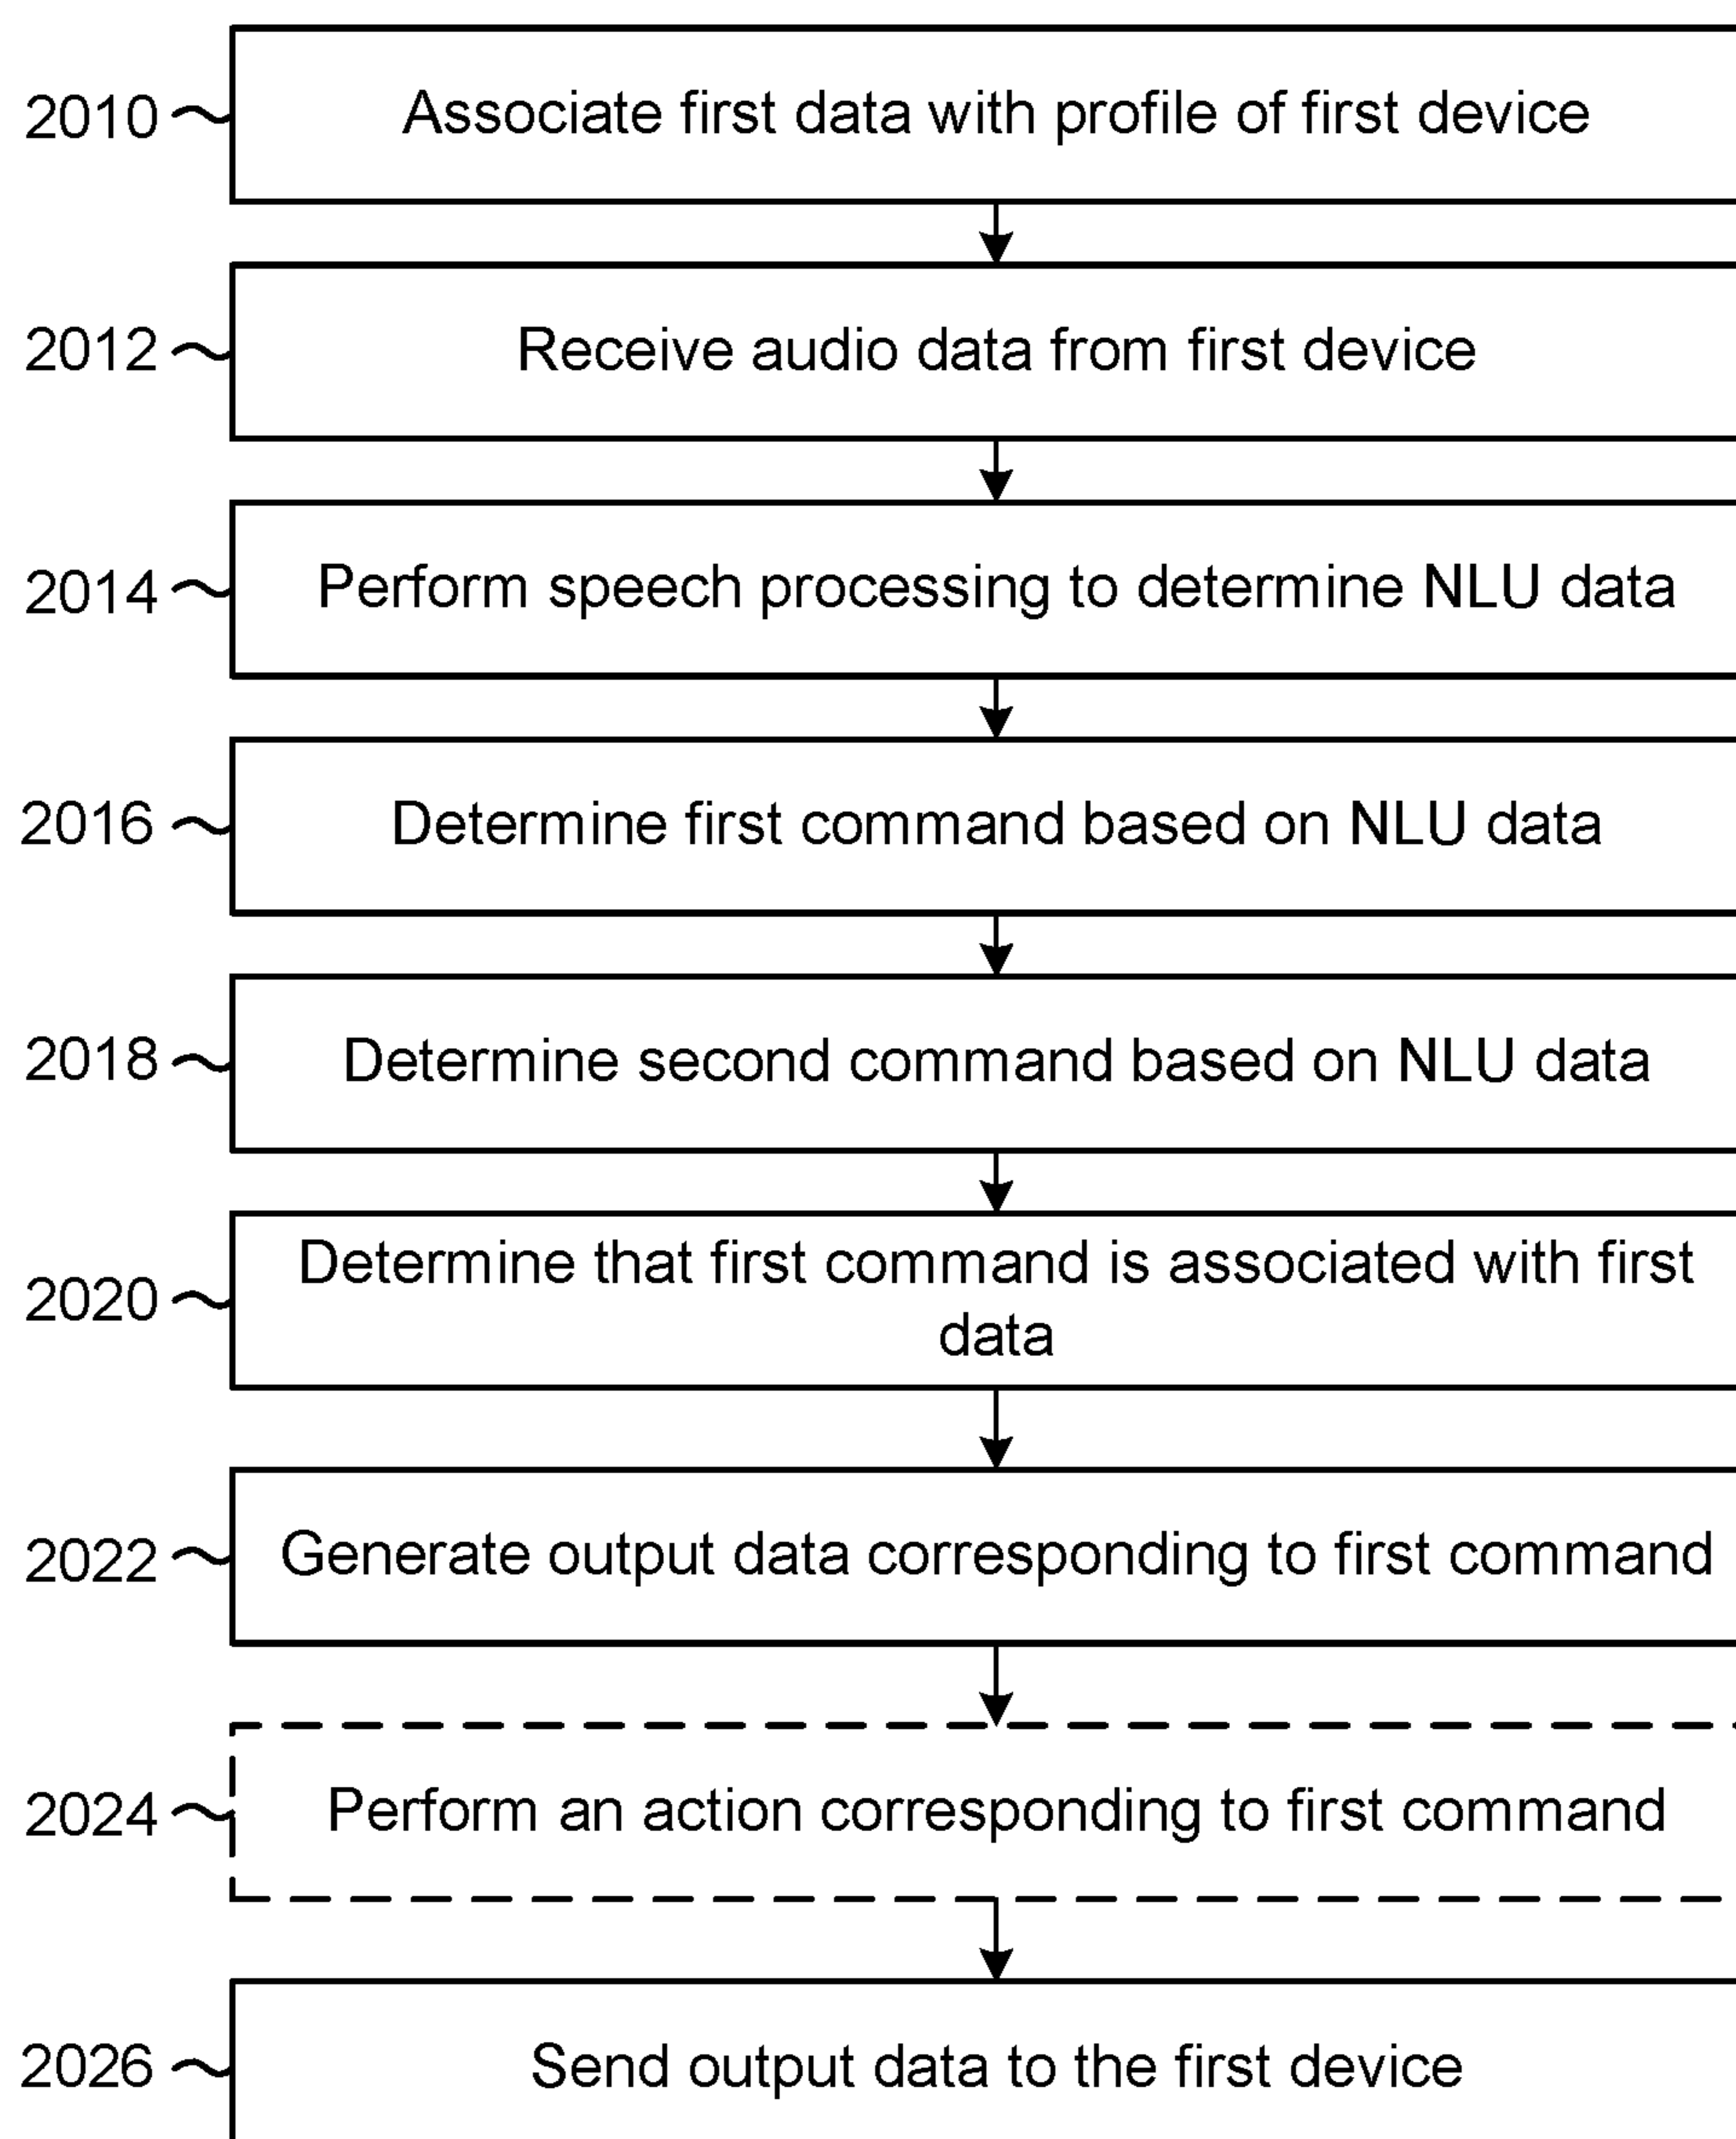 2010 Associate first data with profile of first device
2012 Receive audio data from first device
2014 Perform speech processing to determine NLU data
2016 Determine first command based on NLU data
2018 Determine second command based on NLU data
2020 Determine that first command is associated with first
data
2022 Generate output data corresponding to first command
2024 Perform an action corresponding to first command
2026 Send output data to the first device